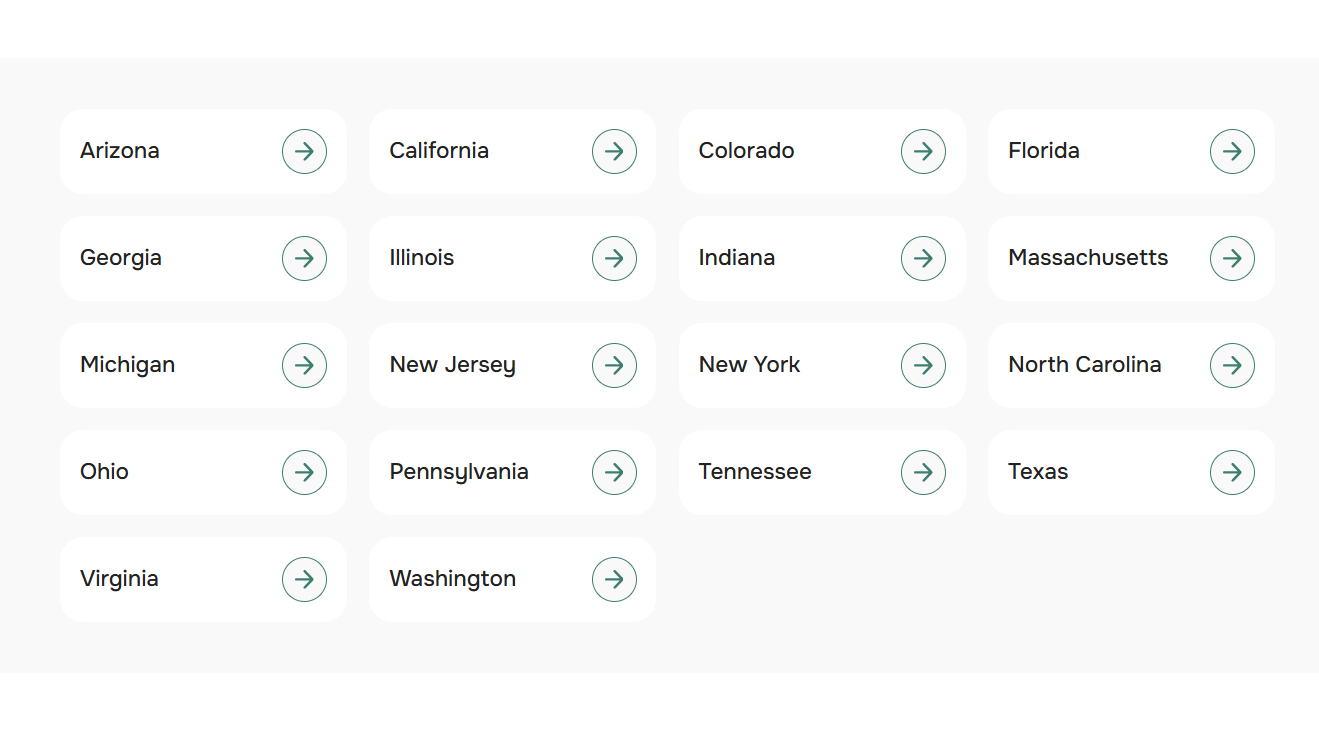 Arizona
California
Colorado
Florida
Georgia
Illinois
Indiana
Massachusetts
Michigan
New Jersey
New York
North Carolina
Ohio
Pennsylvania
Tennessee
Texas
Virginia
Washington